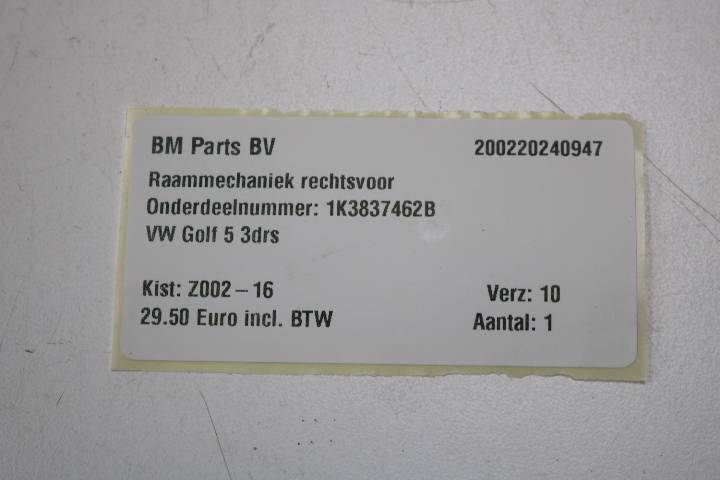 BM Parts BV 200220240947
Raammechaniek rechtsvoor
Onderdeelnummer: 1K3837462B
VW Golf 5 3drs
Kist: Z002-16 Verz: 10
29.50 Euro incl. BTW Aantal: 1